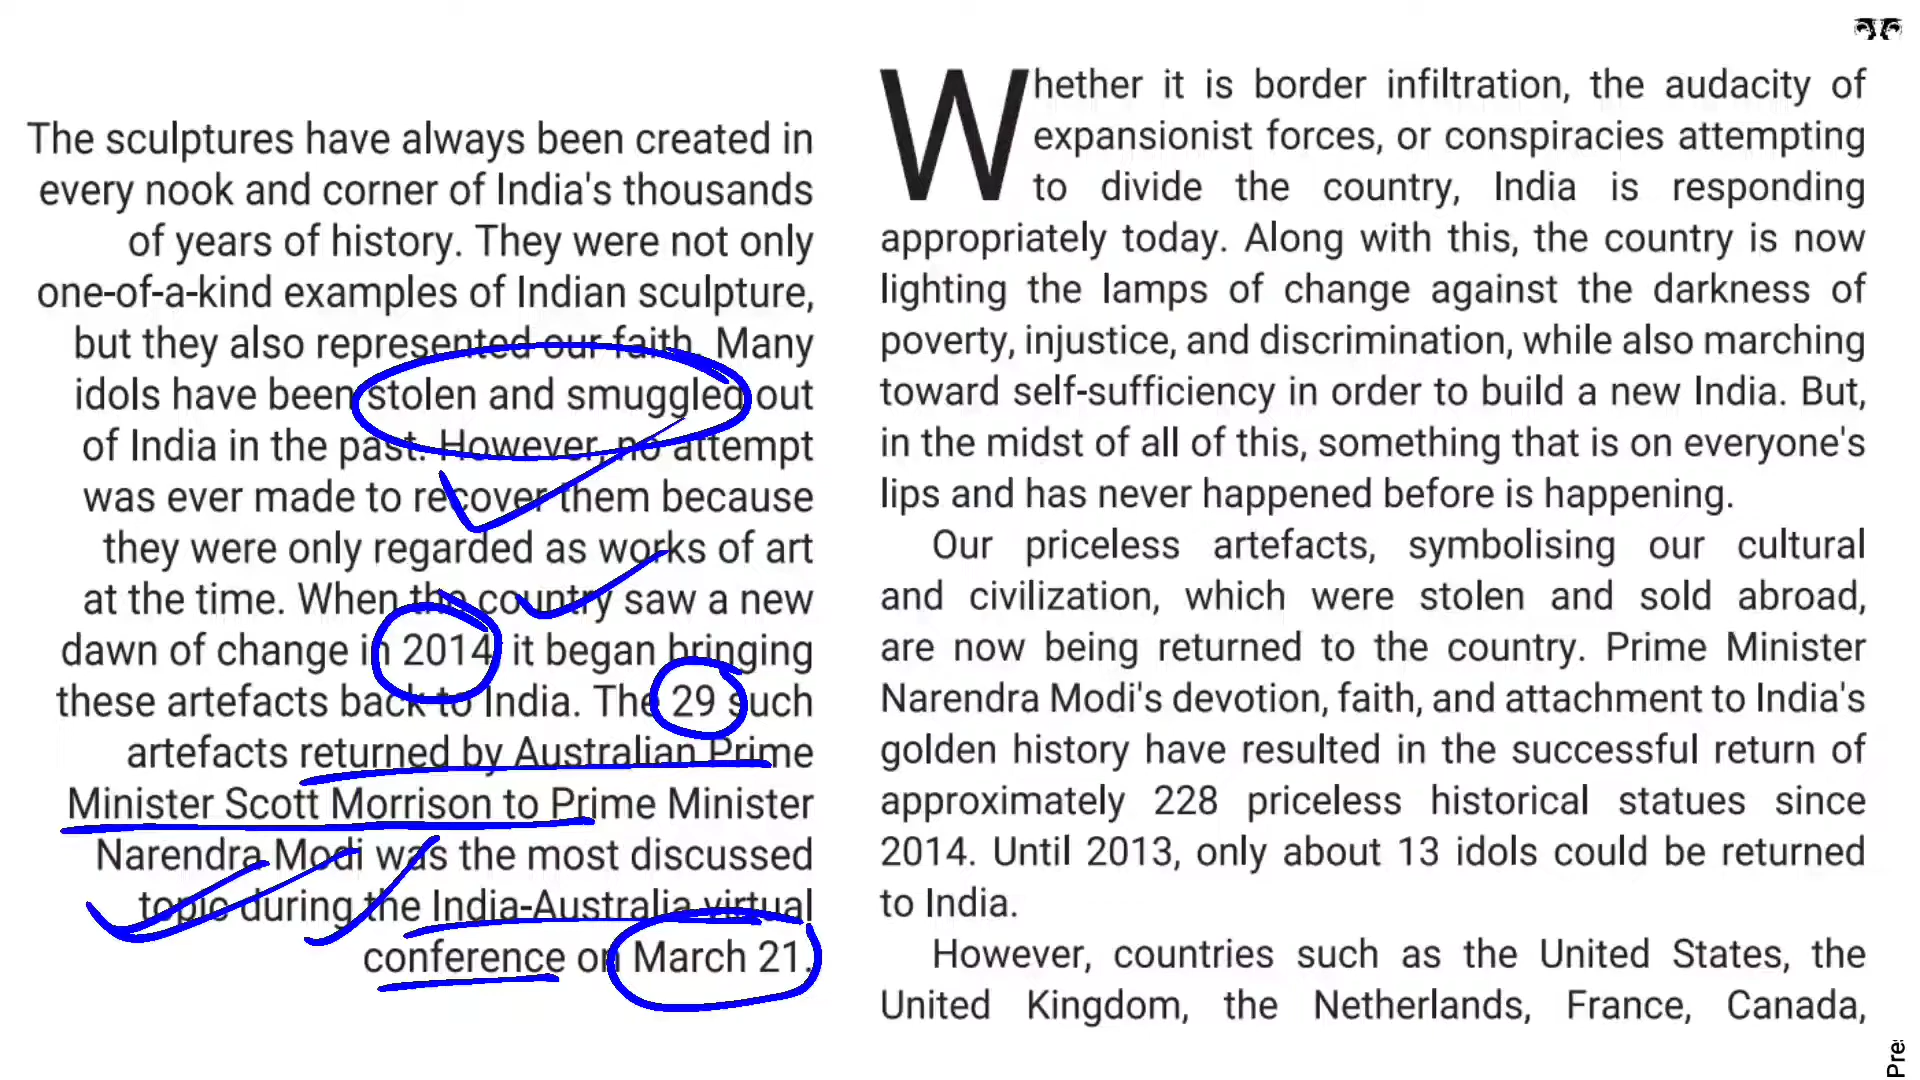 The sculptures have always been created in
every nook and corner of India's thousands
of years of history. They were not only
one-of-a-kind examples of Indian sculpture,
but they also represented our faith. Many
idols have been stolen and smuggled out
of India in the past. However, no attempt
was ever made to recover them because
they were only regarded as works of art
at the time. When the country saw a new
dawn of change in 2014, it began bringing
these artefacts back to India. The 29 such
artefacts returned by Australian Prime
Minister Scott Morrison to Prime Minister
Narendra Modi was the most discussed
topic during the India-Australia virtual
conference on March 21.
Whether it is border infiltration, the audacity of
expansionist forces, or conspiracies attempting
to divide the country, India is responding
appropriately today. Along with this, the country is now
lighting the lamps of change against the darkness of
poverty, injustice, and discrimination, while also marching
toward self-sufficiency in order to build a new India. But,
in the midst of all of this, something that is on everyone's
lips and has never happened before is happening.
Our priceless artefacts, symbolising our cultural
and civilization, which were stolen and sold abroad,
are now being returned to the country. Prime Minister
Narendra Modi's devotion, faith, and attachment to India's
golden history have resulted in the successful return of
approximately 228 priceless historical statues since
2014. Until 2013, only about 13 idols could be returned
to India.
However, countries such as the United States, the
United Kingdom, the Netherlands, France, Canada,
Pre